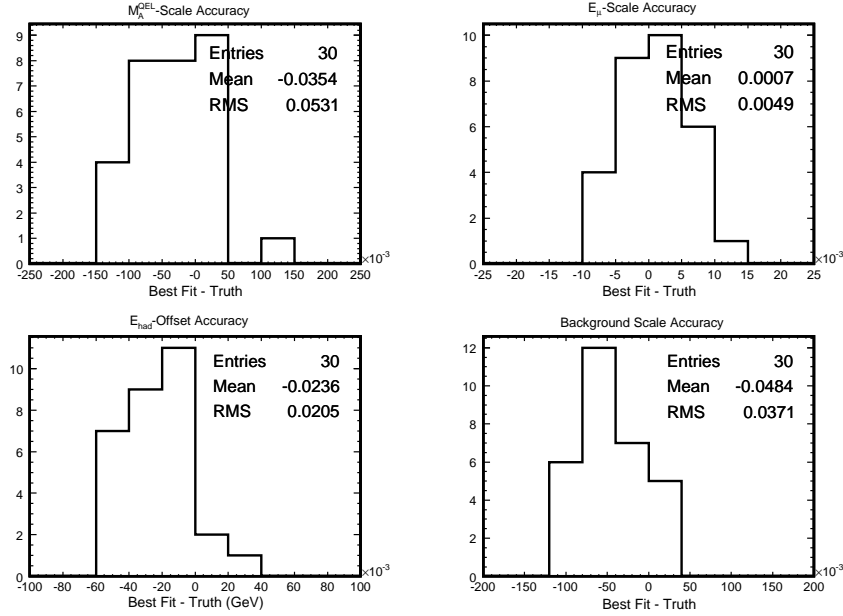 M_A^QEL-Scale Accuracy
Entries 30
Mean -0.0354
RMS 0.0531
9
8
7
6
5
4
3
2
1
0
-250 -200 -150 -100 -50 -0 50 100 150 200 250
×10^-3
Best Fit - Truth
E_μ-Scale Accuracy
Entries 30
Mean 0.0007
RMS 0.0049
10
8
6
4
2
0
-25 -20 -15 -10 -5 0 5 10 15 20 25
×10^-3
Best Fit - Truth
E_had-Offset Accuracy
Entries 30
Mean -0.0236
RMS 0.0205
10
8
6
4
2
0
-100 -80 -60 -40 -20 0 20 40 60 80 100
×10^-3
Best Fit - Truth (GeV)
Background Scale Accuracy
Entries 30
Mean -0.0484
RMS 0.0371
12
10
8
6
4
2
0
-200 -150 -100 -50 0 50 100 150 200
×10^-3
Best Fit - Truth